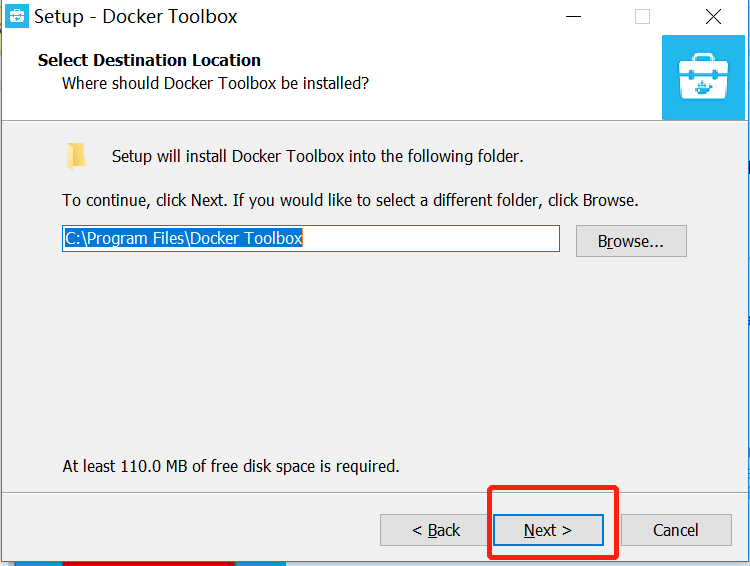 Setup - Docker Toolbox
Select Destination Location
Where should Docker Toolbox be installed?
Setup will install Docker Toolbox into the following folder.
To continue, click Next. If you would like to select a different folder, click Browse.
C:\Program Files\Docker Toolbox
Browse...
At least 110.0 MB of free disk space is required.
< Back
Next >
Cancel